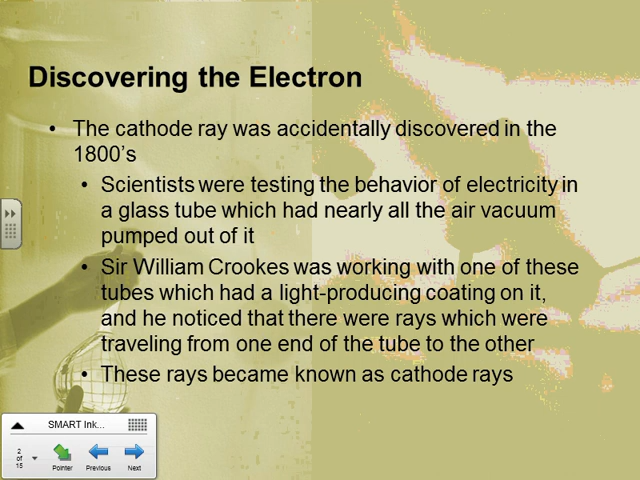 Discovering the Electron
• The cathode ray was accidentally discovered in the
1800's
• Scientists were testing the behavior of electricity in
a glass tube which had nearly all the air vacuum
pumped out of it
• Sir William Crookes was working with one of these
tubes which had a light-producing coating on it,
and he noticed that there were rays which were
traveling from one end of the tube to the other
• These rays became known as cathode rays
SMART Ink...
2
of
15
Pointer Previous Next